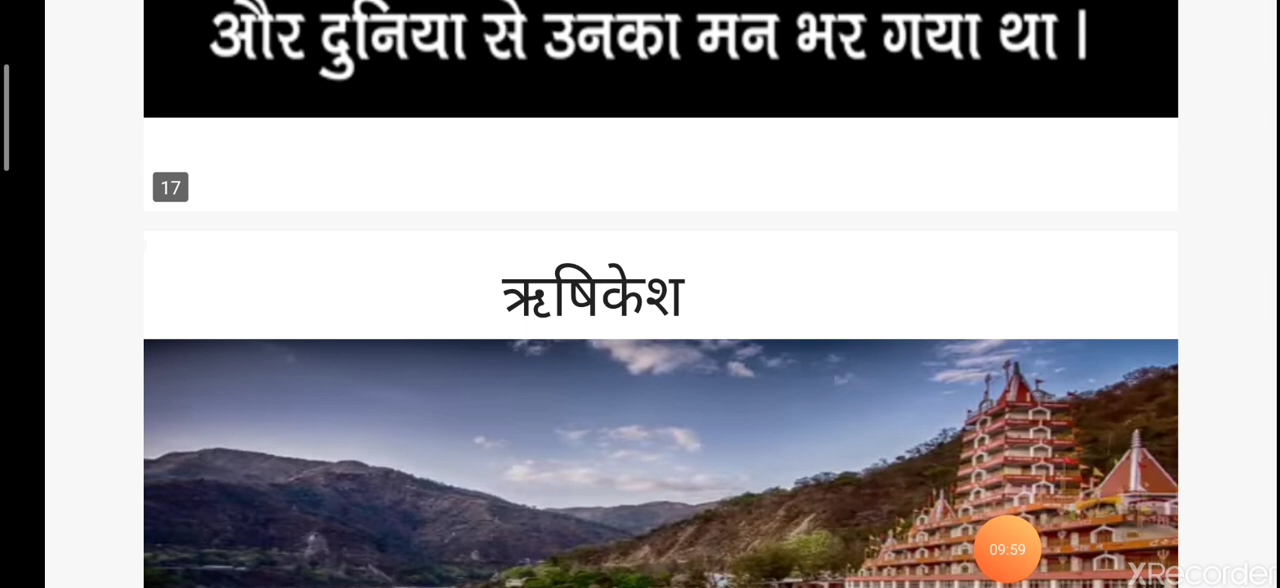 और दुनिया से उनका मन भर गया था |
17
ऋषिकेश
09:59
XRecorder